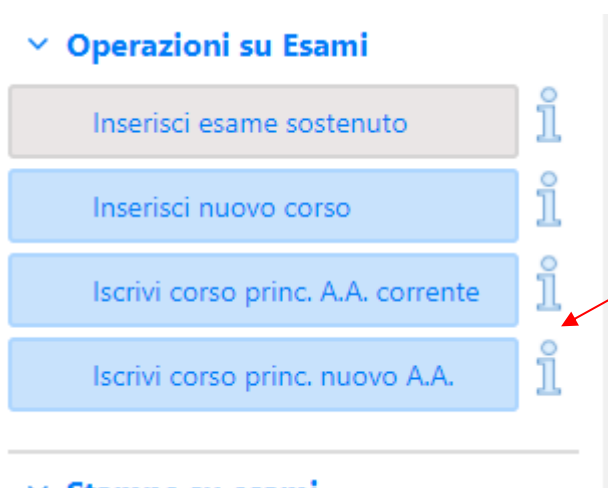 Operazioni su Esami
Inserisci esame sostenuto
Inserisci nuovo corso
Iscrivi corso princ. A.A. corrente
Iscrivi corso princ. nuovo A.A.